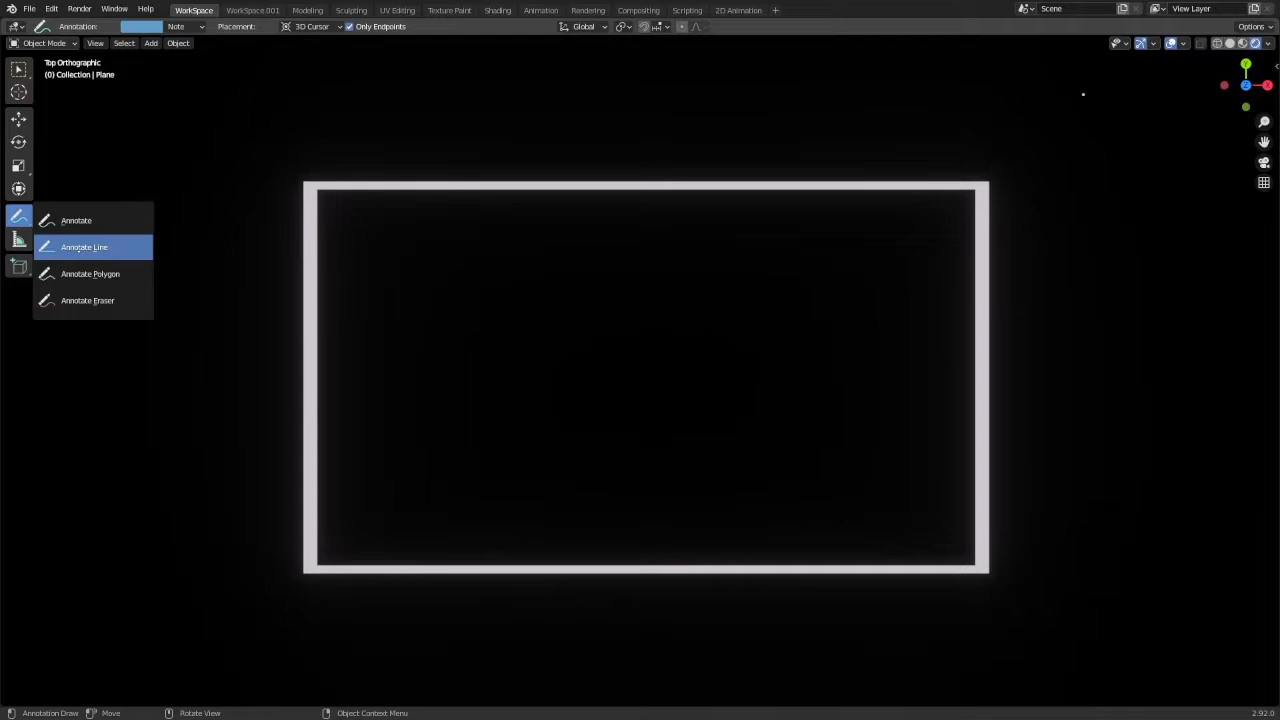 File Edit Render Window Help WorkSpace WorkSpace.001 Modeling Sculpting UV Editing Texture Paint Shading Animation Rendering Compositing Scripting 2D Animation + Scene View Layer
Annotation: Note Placement: 3D Cursor Only Endpoints Global Options
Object Mode View Select Add Object
Top Orthographic
(0) Collection | Plane
Y
Z X
Annotate
Annotate Line
Annotate Polygon
Annotate Eraser
Annotation Draw Move Rotate View Object Context Menu 2.92.0